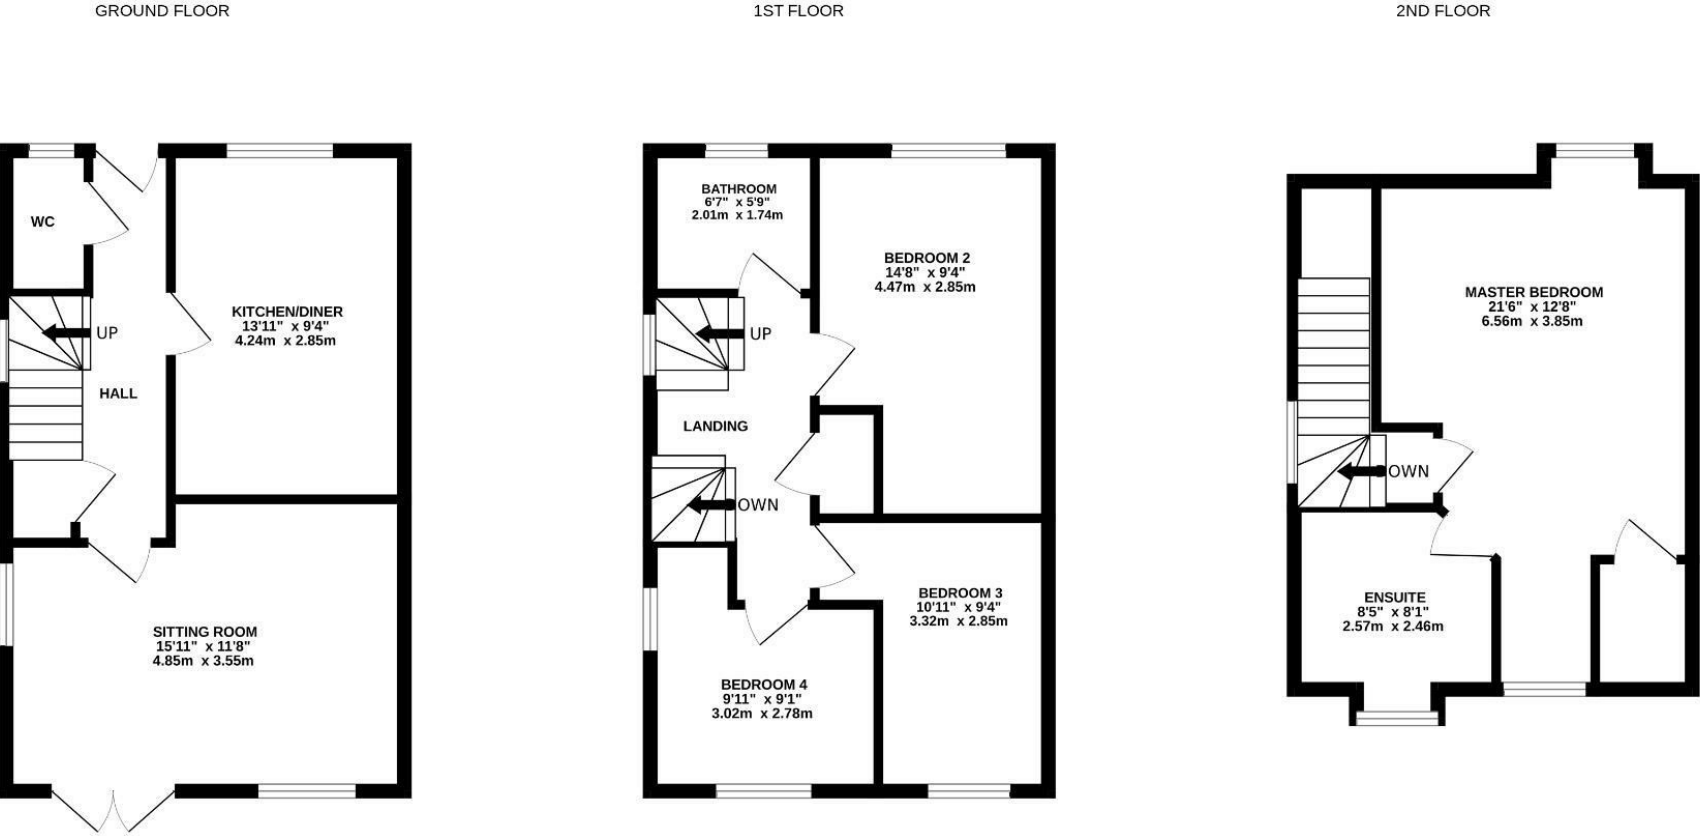 GROUND FLOOR
WC
UP
HALL
KITCHEN/DINER
13'11" x 9'4"
4.24m x 2.85m
SITTING ROOM
15'11" x 11'8"
4.85m x 3.55m
1ST FLOOR
BATHROOM
6'7" x 5'9"
2.01m x 1.74m
BEDROOM 2
14'8" x 9'4"
4.47m x 2.85m
UP
LANDING
OWN
BEDROOM 3
10'11" x 9'4"
3.32m x 2.85m
BEDROOM 4
9'11" x 9'1"
3.02m x 2.78m
2ND FLOOR
MASTER BEDROOM
21'6" x 12'8"
6.56m x 3.85m
OWN
ENSUITE
8'5" x 8'1"
2.57m x 2.46m